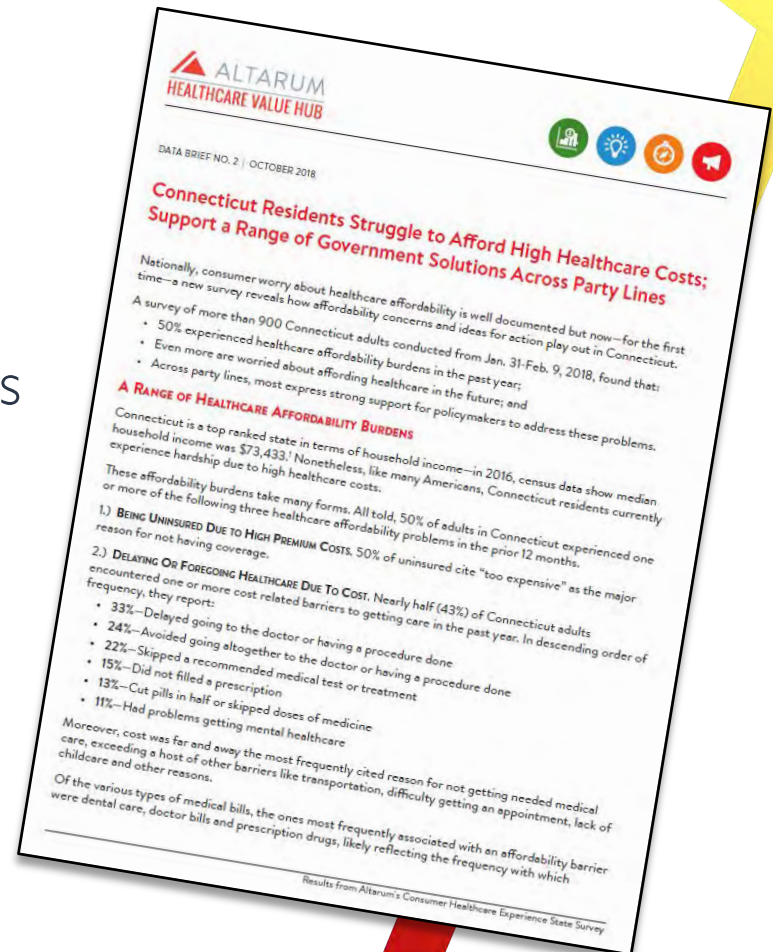 ALTARUM
HEALTHCARE VALUE HUB
DATA BRIEF NO. 2 | OCTOBER 2018
Connecticut Residents Struggle to Afford High Healthcare Costs;
Support a Range of Government Solutions Across Party Lines
Nationally, consumer worry about healthcare affordability is well documented but now—for the first
time—a new survey reveals how affordability concerns and ideas for action play out in Connecticut.
A survey of more than 900 Connecticut adults conducted from Jan. 31-Feb. 9, 2018, found that:
• 50% experienced healthcare affordability burdens in the past year;
• Even more are worried about affording healthcare in the future; and
• Across party lines, most express strong support for policymakers to address these problems.
A RANGE OF HEALTHCARE AFFORDABILITY BURDENS
Connecticut is a top ranked state in terms of household income—in 2016, census data show median
household income was $73,433.¹ Nonetheless, like many Americans, Connecticut residents currently
experience hardship due to high healthcare costs.
These affordability burdens take many forms. All told, 50% of adults in Connecticut experienced one
or more of the following three healthcare affordability problems in the prior 12 months.
1.) BEING UNINSURED DUE TO HIGH PREMIUM COSTS. 50% of uninsured cite “too expensive” as the major
reason for not having coverage.
2.) DELAYING OR FOREGOING HEALTHCARE DUE TO COST. Nearly half (43%) of Connecticut adults
encountered one or more cost related barriers to getting care in the past year. In descending order of
frequency, they report:
• 33%—Delayed going to the doctor or having a procedure done
• 24%—Avoided going altogether to the doctor or having a procedure done
• 22%—Skipped a recommended medical test or treatment
• 15%—Did not filled a prescription
• 13%—Cut pills in half or skipped doses of medicine
• 11%—Had problems getting mental healthcare
Moreover, cost was far and away the most frequently cited reason for not getting needed medical
care, exceeding a host of other barriers like transportation, difficulty getting an appointment, lack of
childcare and other reasons.
Of the various types of medical bills, the ones most frequently associated with an affordability barrier
were dental care, doctor bills and prescription drugs, likely reflecting the frequency with which
Results from Altarum's Consumer Healthcare Experience State Survey
s